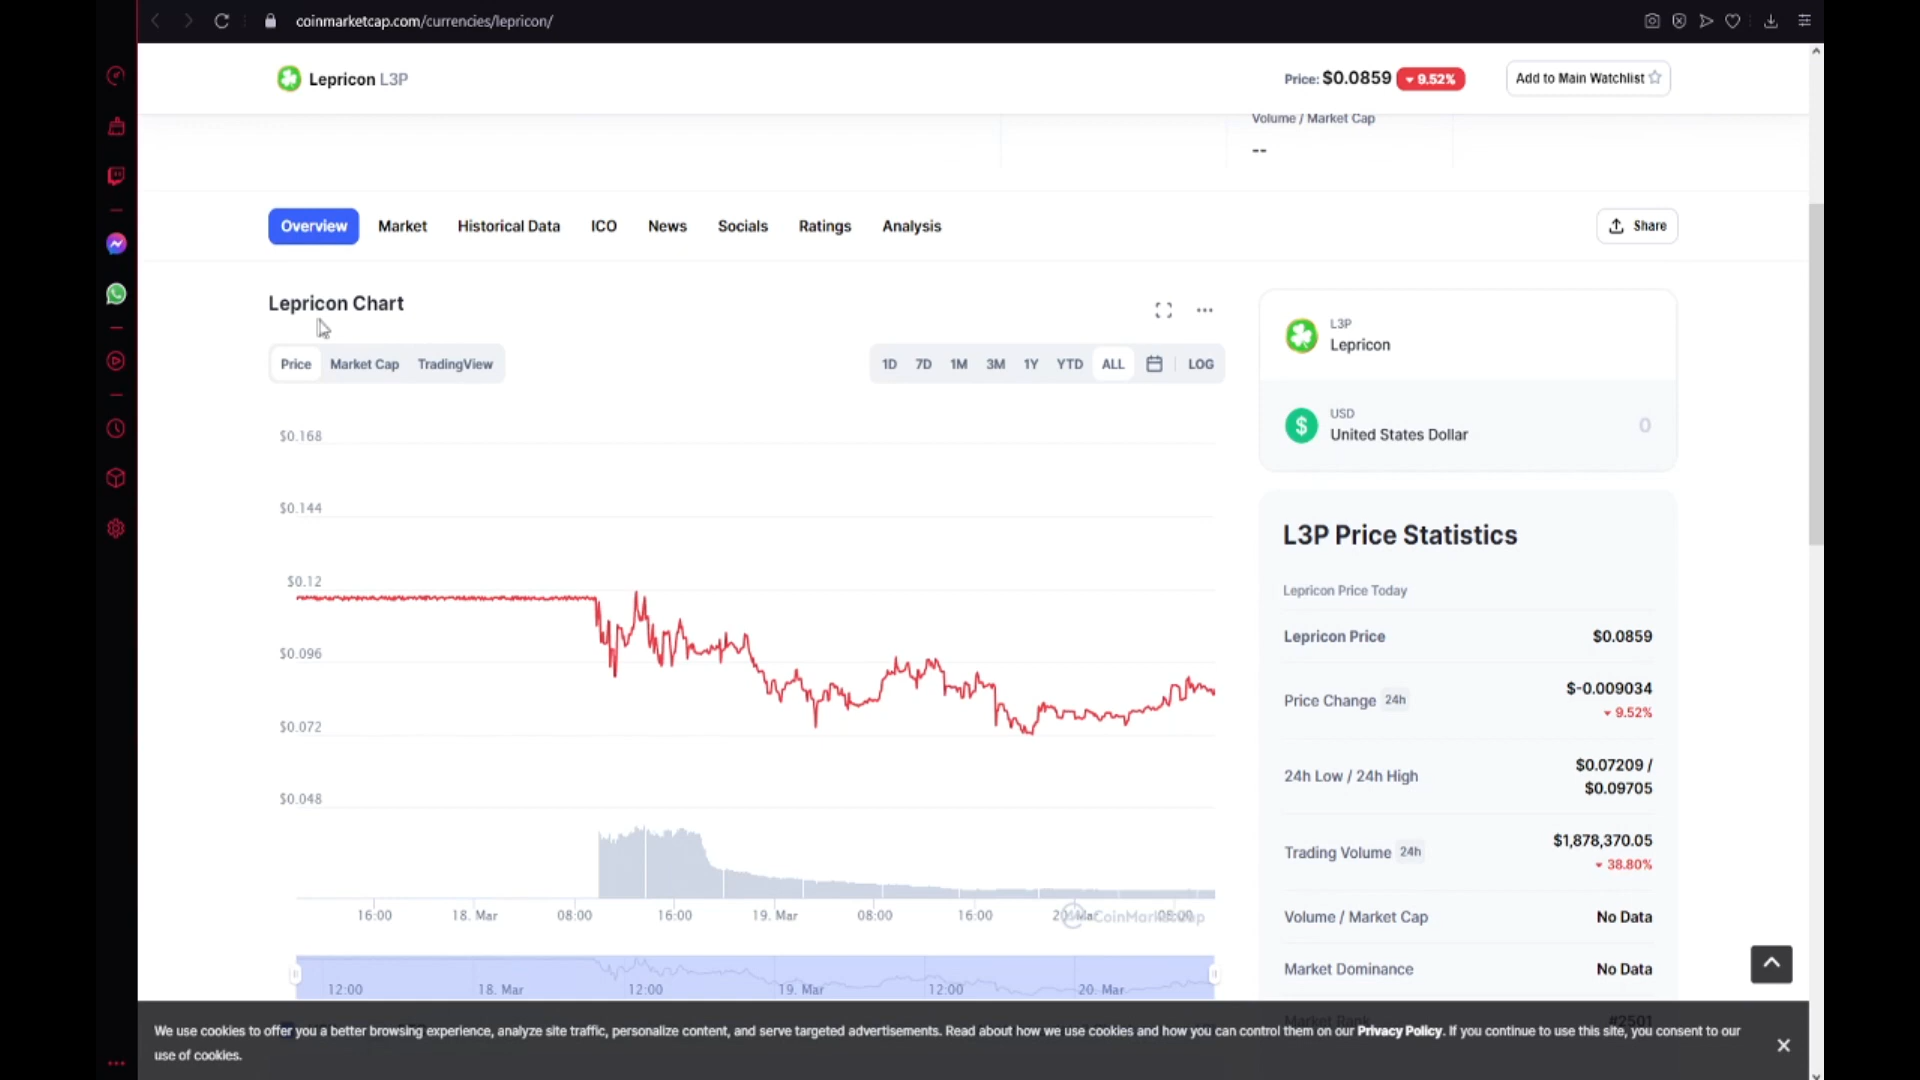 coinmarketcap.com/currencies/lepricon/
Lepricon L3P
Price: $0.0859 9.52%
Add to Main Watchlist
Volume / Market Cap
--
Overview Market Historical Data ICO News Socials Ratings Analysis
Share
Lepricon Chart
Price Market Cap TradingView
1D 7D 1M 3M 1Y YTD ALL LOG
$0.168
$0.144
$0.12
$0.096
$0.072
$0.048
16:00 18. Mar 08:00 16:00 19. Mar 08:00 16:00 20. Mar 08:00
CoinMarketCap
12:00 18. Mar 12:00 19. Mar 12:00 20. Mar
L3P
Lepricon
USD
United States Dollar
0
L3P Price Statistics
Lepricon Price Today
Lepricon Price $0.0859
Price Change 24h $-0.009034
9.52%
24h Low / 24h High $0.07209 /
$0.09705
Trading Volume 24h $1,878,370.05
38.80%
Volume / Market Cap No Data
Market Dominance No Data
Market Rank #2501
We use cookies to offer you a better browsing experience, analyze site traffic, personalize content, and serve targeted advertisements. Read about how we use cookies and how you can control them on our Privacy Policy. If you continue to use this site, you consent to our
use of cookies.